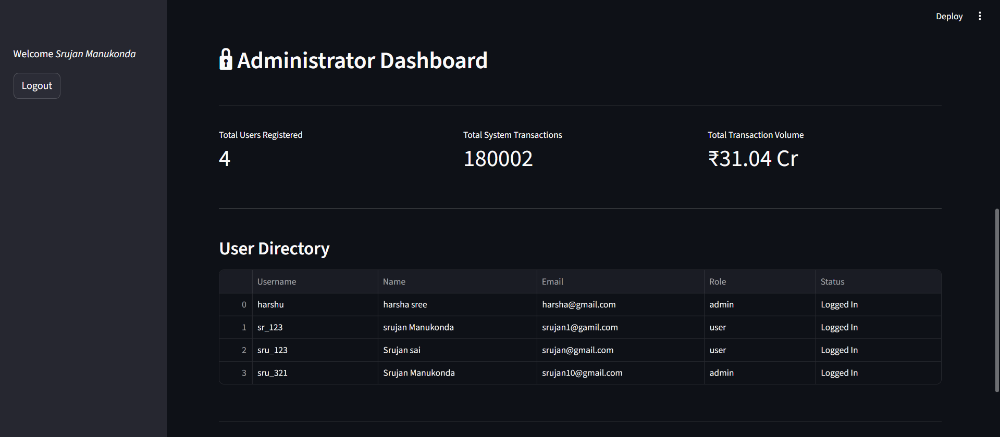 Deploy
Welcome Srujan Manukonda
Logout
Administrator Dashboard
Total Users Registered Total System Transactions Total Transaction Volume
4 180002 ₹31.04 Cr
User Directory
Username Name Email Role Status
0 harshu harsha sree harsha@gmail.com admin Logged In
1 sr_123 srujan Manukonda srujan1@gamil.com user Logged In
2 sru_123 Srujan sai srujan@gmail.com user Logged In
3 sru_321 Srujan Manukonda srujan10@gmail.com admin Logged In